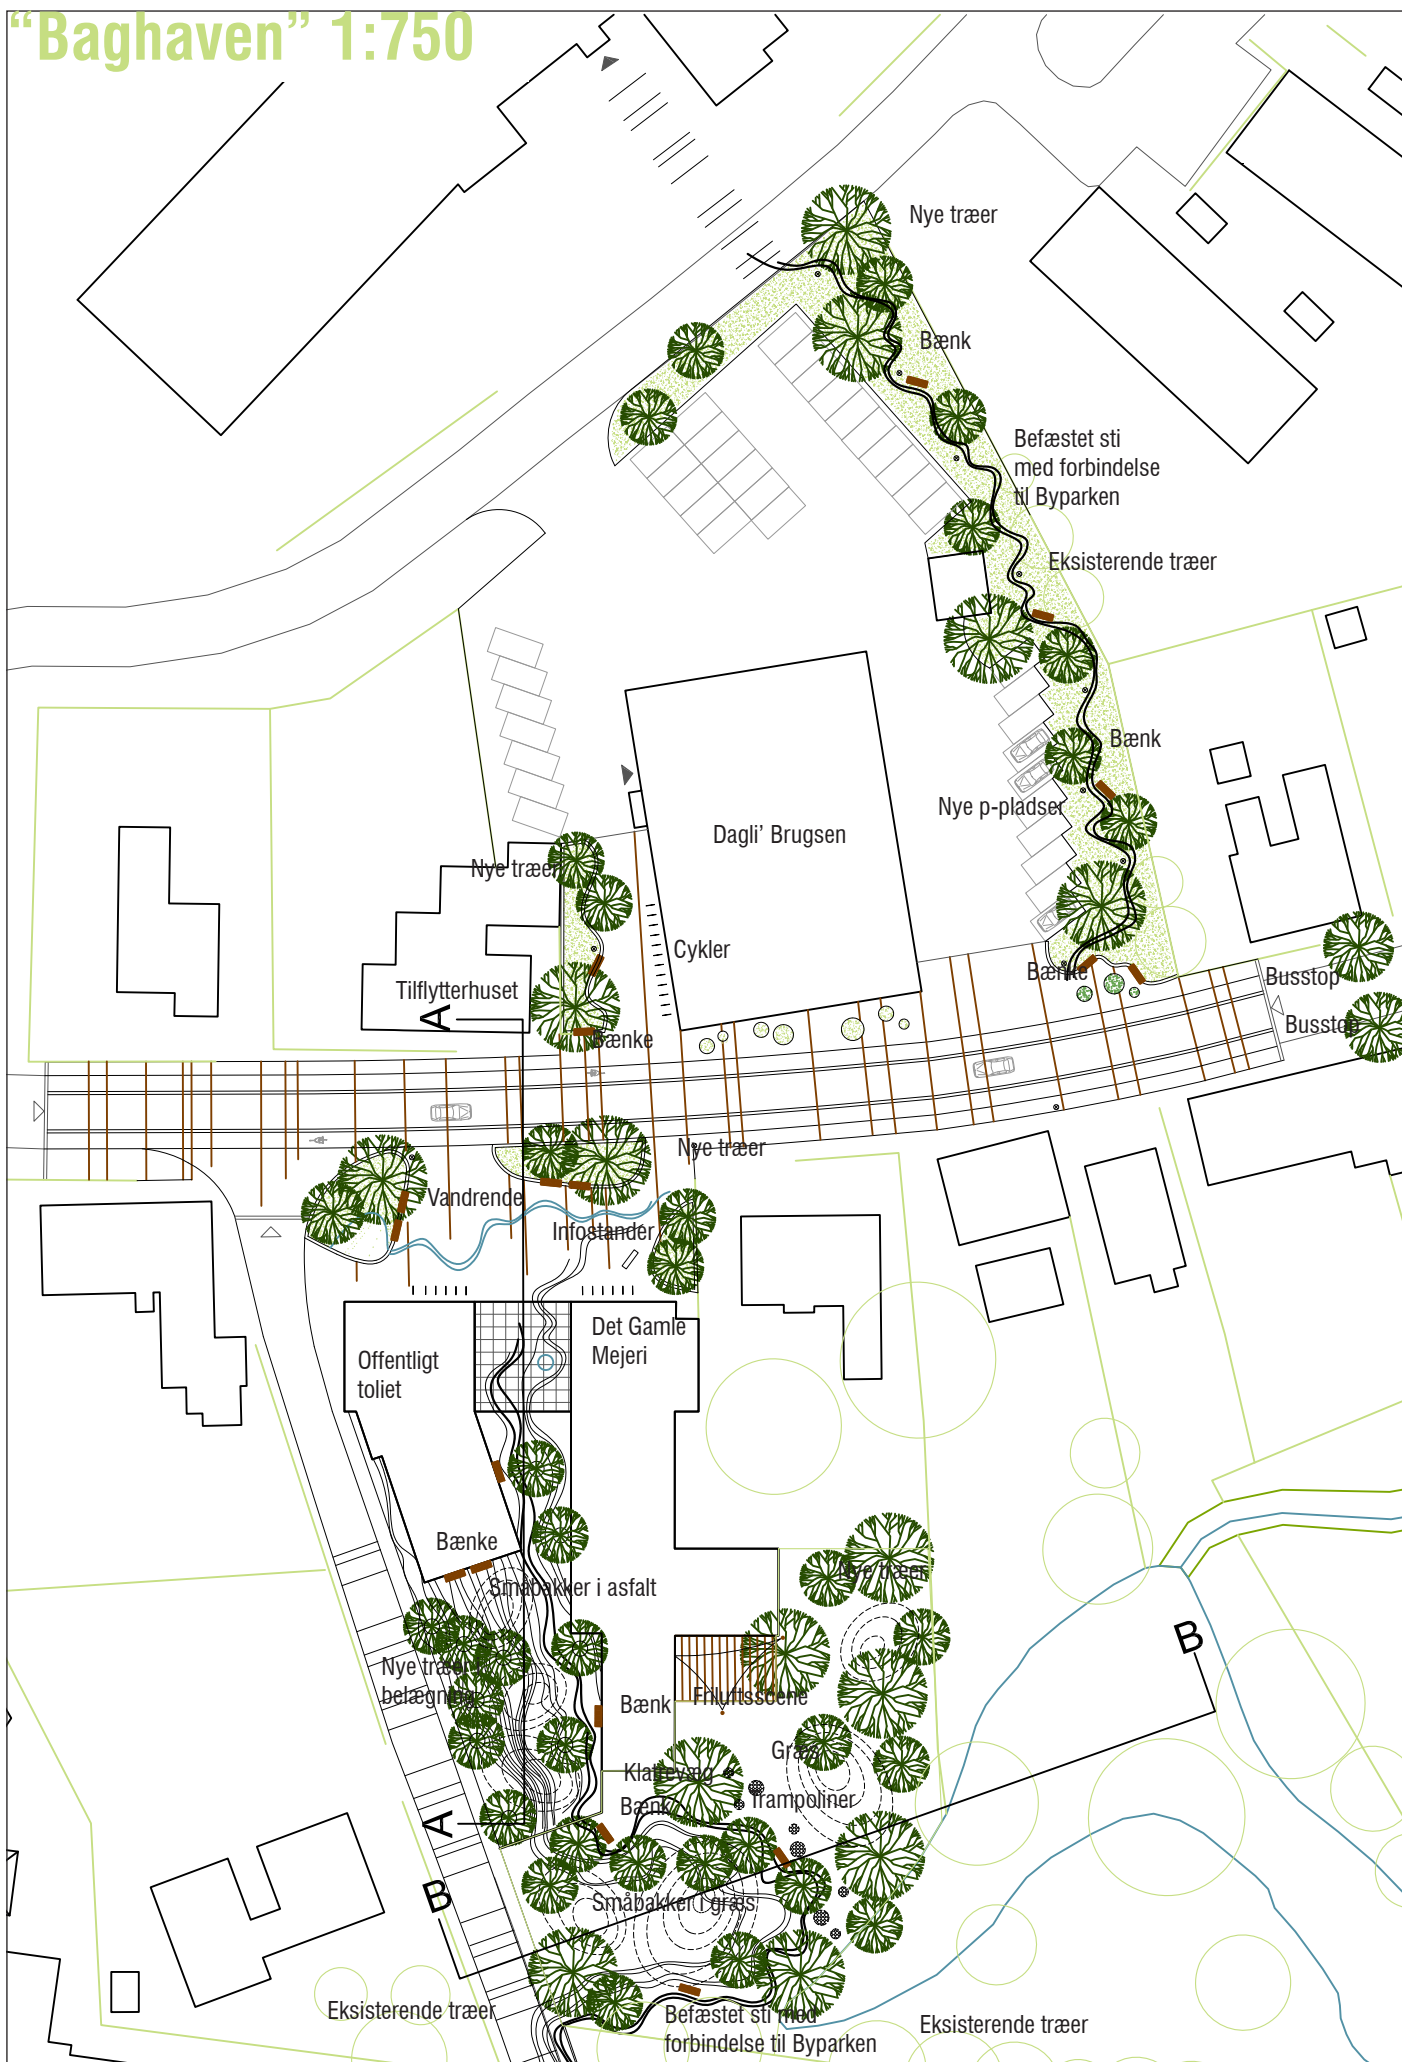 “Baghaven” 1:750
Nye træer
Bænk
Befæstet sti
med forbindelse
til Byparken
Eksisterende træer
Bænk
Nye p-pladser
Dagli’ Brugsen
Nye træer
Cykler
Tilflytterhuset
A
Bænke
Bænke
Busstop
Busstop
Nye træer
Vandrende
Infostander
Det Gamle
Mejeri
Offentligt
toliet
Bænke
Småbakker i asfalt
Nye træer
Nye træer i
belægning
Bænk
Friluftsscene
B
Græs
Klatrevæg
Bænk
Trampoliner
A
B
Småbakker i græs
Eksisterende træer
Befæstet sti med
forbindelse til Byparken
Eksisterende træer